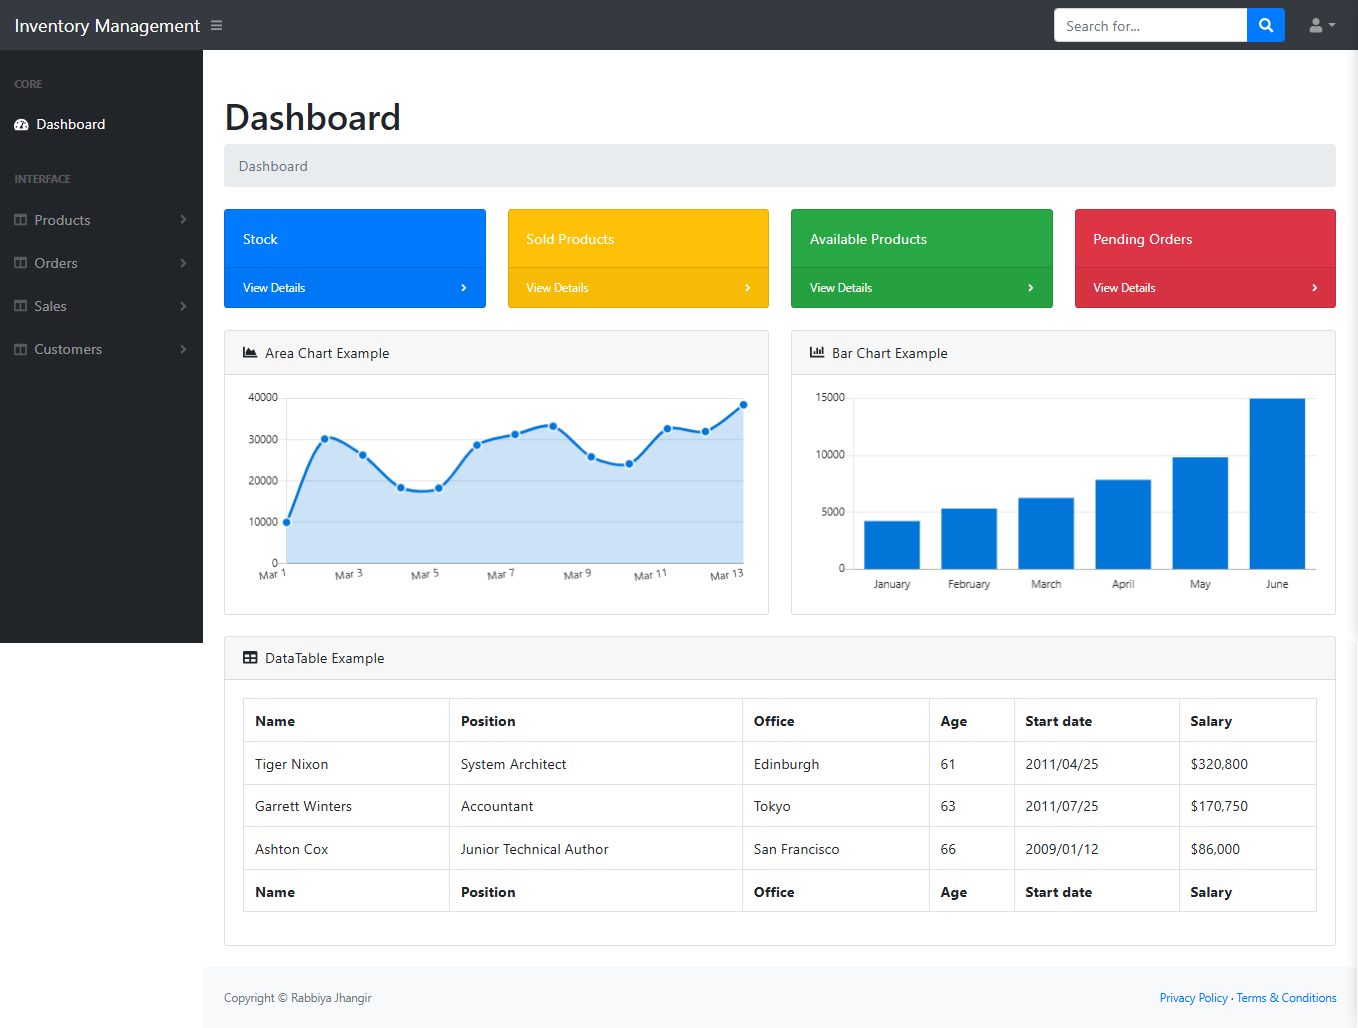 Inventory Management
Search for...
CORE
Dashboard
INTERFACE
Products
Orders
Sales
Customers
Dashboard
Dashboard
Stock
View Details
Sold Products
View Details
Available Products
View Details
Pending Orders
View Details
Area Chart Example
40000
30000
20000
10000
0
Mar 1 Mar 3 Mar 5 Mar 7 Mar 9 Mar 11 Mar 13
Bar Chart Example
15000
10000
5000
0
January February March April May June
DataTable Example
Name Position Office Age Start date Salary
Tiger Nixon System Architect Edinburgh 61 2011/04/25 $320,800
Garrett Winters Accountant Tokyo 63 2011/07/25 $170,750
Ashton Cox Junior Technical Author San Francisco 66 2009/01/12 $86,000
Name Position Office Age Start date Salary
Copyright © Rabbiya Jhangir
Privacy Policy · Terms & Conditions